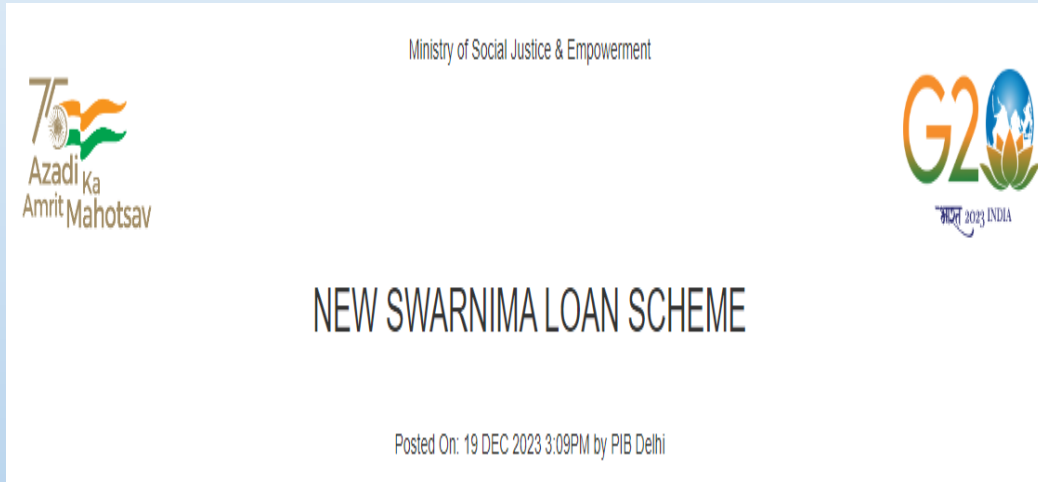 Ministry of Social Justice & Empowerment
75
Azadi Ka
Amrit Mahotsav
G20
भारत 2023 INDIA
NEW SWARNIMA LOAN SCHEME
Posted On: 19 DEC 2023 3:09PM by PIB Delhi